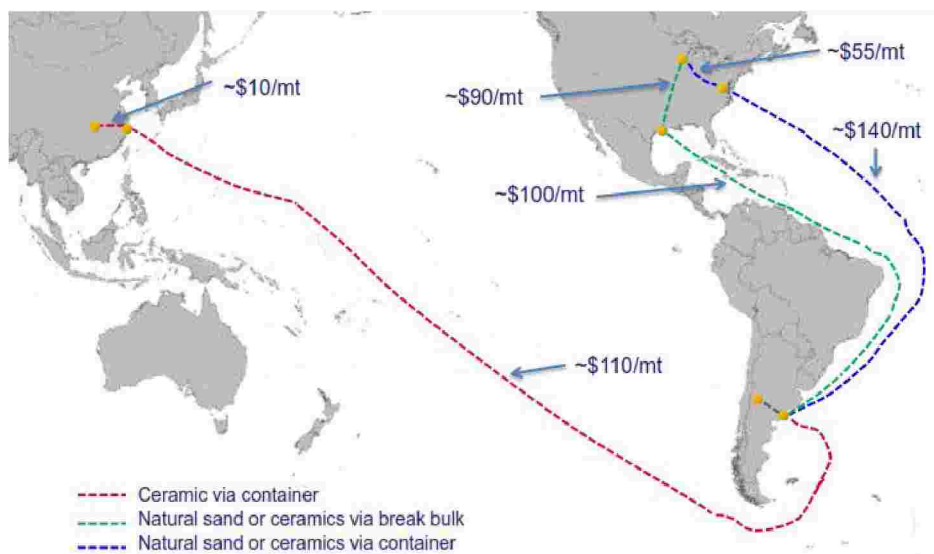 ~$10/mt
~$55/mt
~$90/mt
~$140/mt
~$100/mt
~$110/mt
Ceramic via container
Natural sand or ceramics via break bulk
Natural sand or ceramics via container